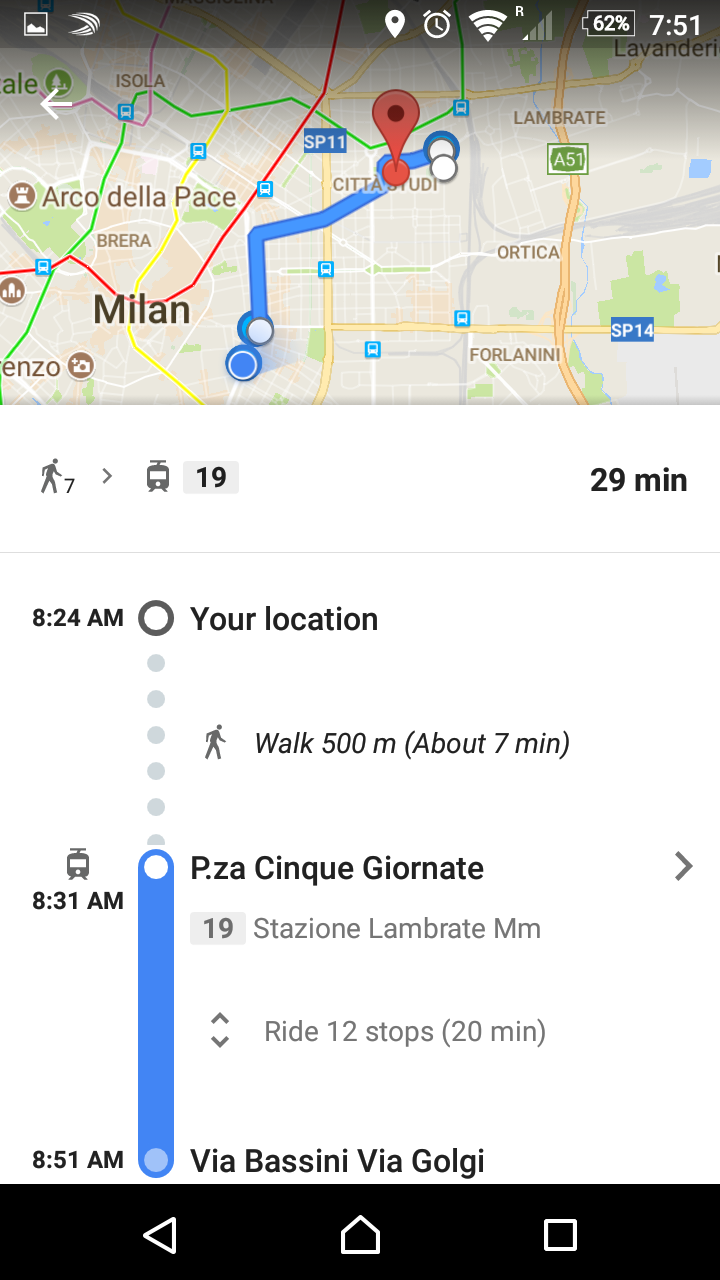 R
62%
7:51
MAGGIOLINA
Lavanderi
tale
ISOLA
LAMBRATE
SP11
A51
CITTÀ STUDI
Arco della Pace
BRERA
ORTICA
Milan
SP14
enzo
FORLANINI
7 19 29 min
8:24 AM Your location
Walk 500 m (About 7 min)
P.za Cinque Giornate
8:31 AM
19 Stazione Lambrate Mm
Ride 12 stops (20 min)
8:51 AM Via Bassini Via Golgi